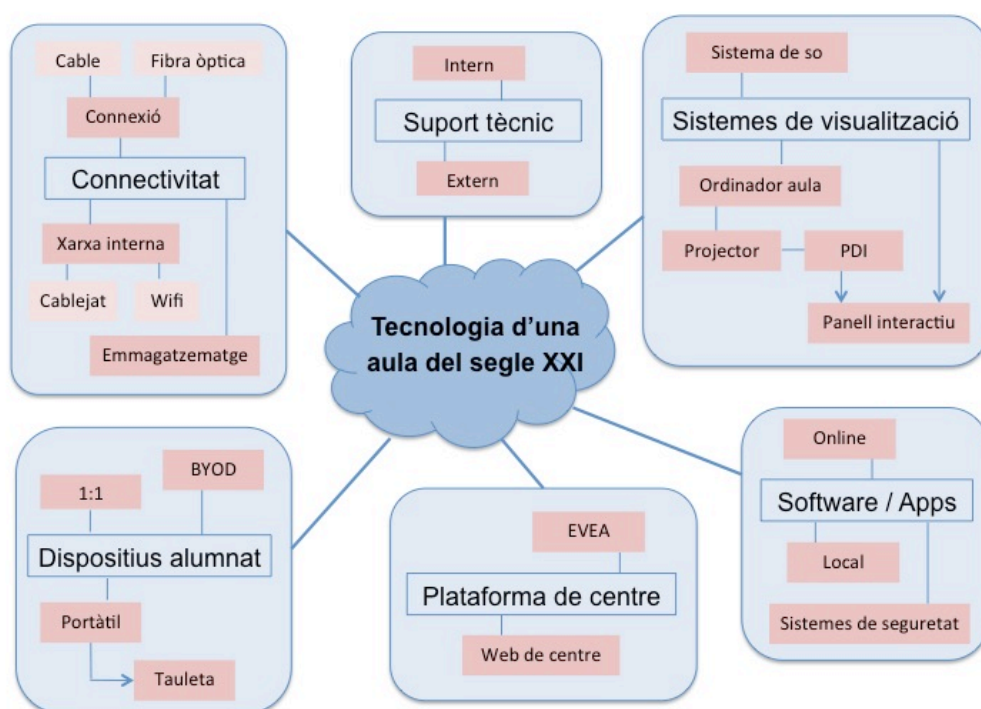 Cable
Fibra òptica
Connexió
Connectivitat
Xarxa interna
Cablejat
Wifi
Emmagatzematge
Intern
Suport tècnic
Extern
Sistema de so
Sistemes de visualització
Ordinador aula
Projector
PDI
Panell interactiu
Tecnologia d’una
aula del segle XXI
BYOD
1:1
Dispositius alumnat
Portàtil
Tauleta
EVEA
Plataforma de centre
Web de centre
Online
Software / Apps
Local
Sistemes de seguretat